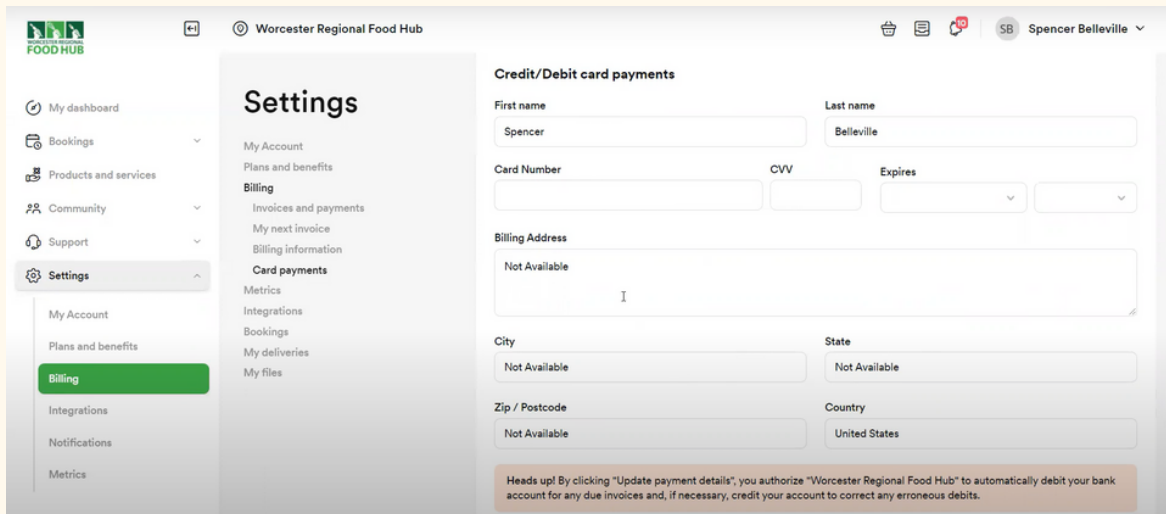 WORCESTER REGIONAL
FOOD HUB
Worcester Regional Food Hub
10
SB
Spencer Belleville
My dashboard
Bookings
Products and services
Community
Support
Settings
My Account
Plans and benefits
Billing
Integrations
Notifications
Metrics
Settings
My Account
Plans and benefits
Billing
Invoices and payments
My next invoice
Billing information
Card payments
Metrics
Integrations
Bookings
My deliveries
My files
Credit/Debit card payments
First name
Last name
Spencer
Belleville
Card Number
CVV
Expires
Billing Address
Not Available
City
State
Not Available
Not Available
Zip / Postcode
Country
Not Available
United States
Heads up! By clicking "Update payment details", you authorize "Worcester Regional Food Hub" to automatically debit your bank
account for any due invoices and, if necessary, credit your account to correct any erroneous debits.